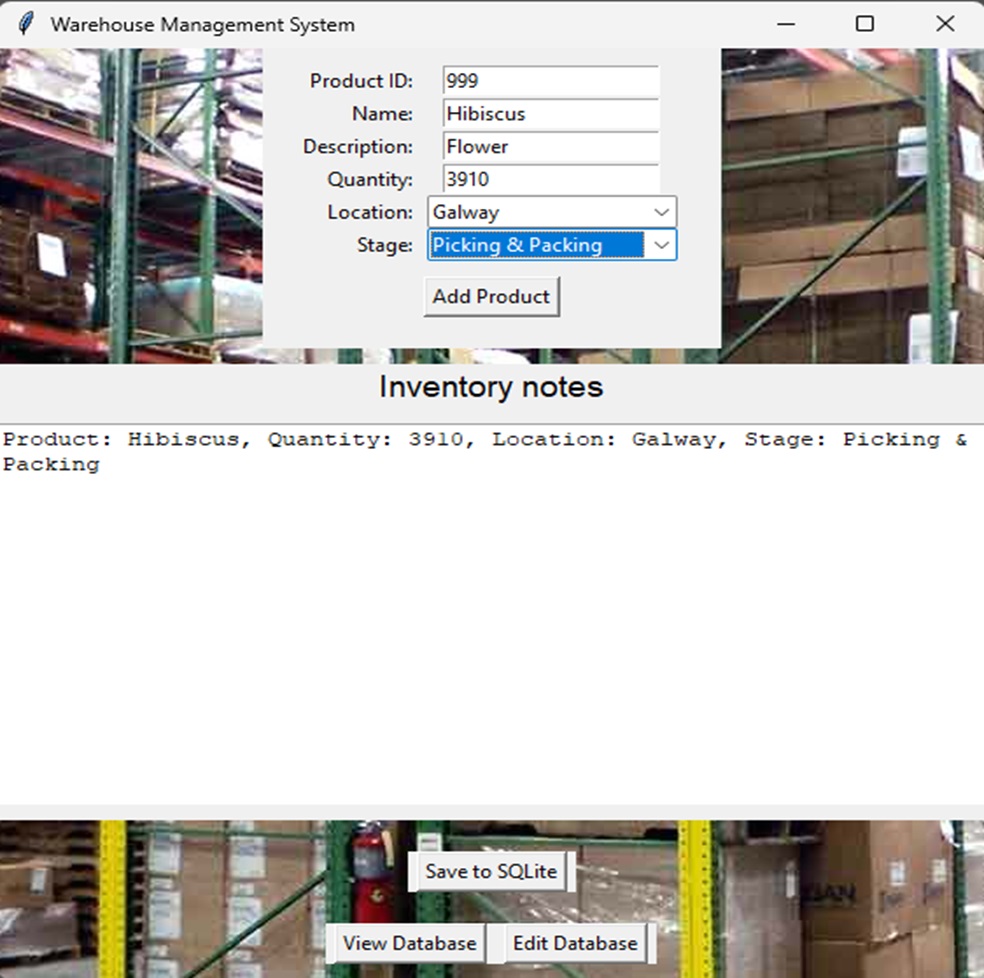 Warehouse Management System
Product ID: 999
Name: Hibiscus
Description: Flower
Quantity: 3910
Location: Galway
Stage: Picking & Packing
Add Product
Inventory notes
Product: Hibiscus, Quantity: 3910, Location: Galway, Stage: Picking &
Packing
Save to SQLite
View Database Edit Database